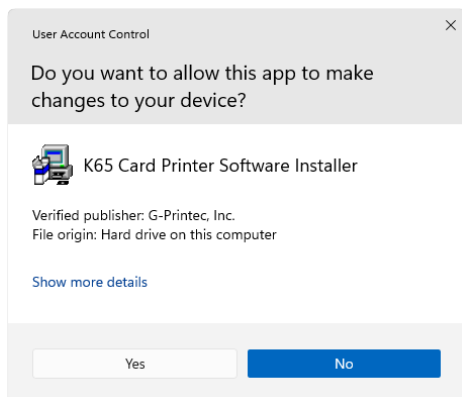 User Account Control
Do you want to allow this app to make
changes to your device?
K65 Card Printer Software Installer
Verified publisher: G-Printec, Inc.
File origin: Hard drive on this computer
Show more details
Yes
No